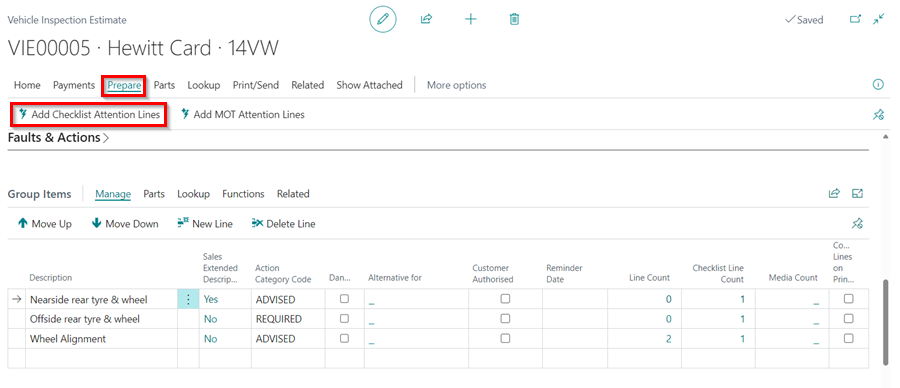 Vehicle Inspection Estimate
Saved
VIE00005 · Hewitt Card · 14VW
Home Payments Prepare Parts Lookup Print/Send Related Show Attached More options
Add Checklist Attention Lines Add MOT Attention Lines
Faults & Actions
Group Items Manage Parts Lookup Functions Related
Move Up Move Down New Line Delete Line
Description Sales Extended Descrip... Action Category Code Dan... Alternative for Customer Authorised Reminder Date Line Count Checklist Line Count Media Count Co... Lines on Prin...
Nearside rear tyre & wheel Yes ADVISED _ 0 1 _
Offside rear tyre & wheel No REQUIRED _ 0 1 _
Wheel Alignment No ADVISED _ 2 1 _